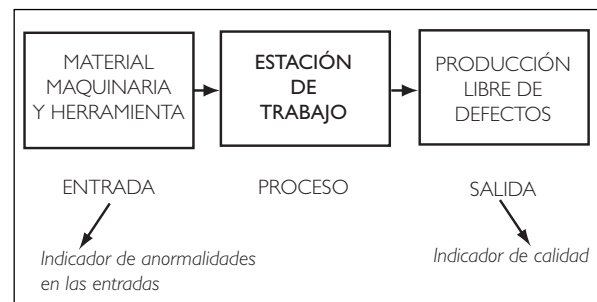 MATERIAL
MAQUINARIA
Y HERRAMIENTA
ESTACIÓN
DE
TRABAJO
PRODUCCIÓN
LIBRE DE
DEFECTOS
ENTRADA
PROCESO
SALIDA
Indicador de anormalidades
en las entradas
Indicador de calidad